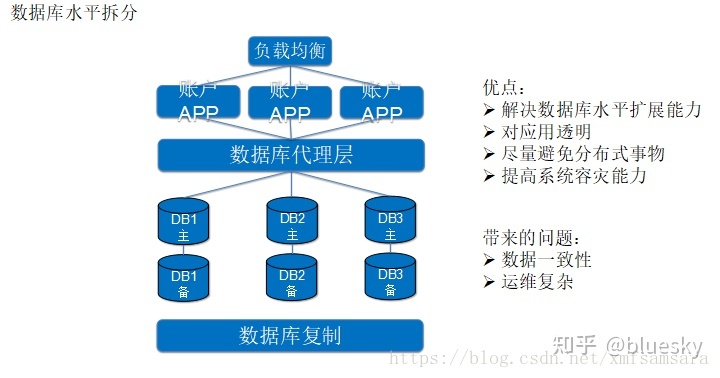 数据库水平拆分
负载均衡
账户
APP
账户
APP
账户
APP
数据库代理层
DB1
主
DB2
主
DB3
主
DB1
备
DB2
备
DB3
备
数据库复制
优点：
➢ 解决数据库水平扩展能力
➢ 对应用透明
➢ 尽量避免分布式事物
➢ 提高系统容灾能力
带来的问题：
➢ 数据一致性
➢ 运维复杂
知乎 @bluesky
https://blog.csdn.net/xmfsamsara